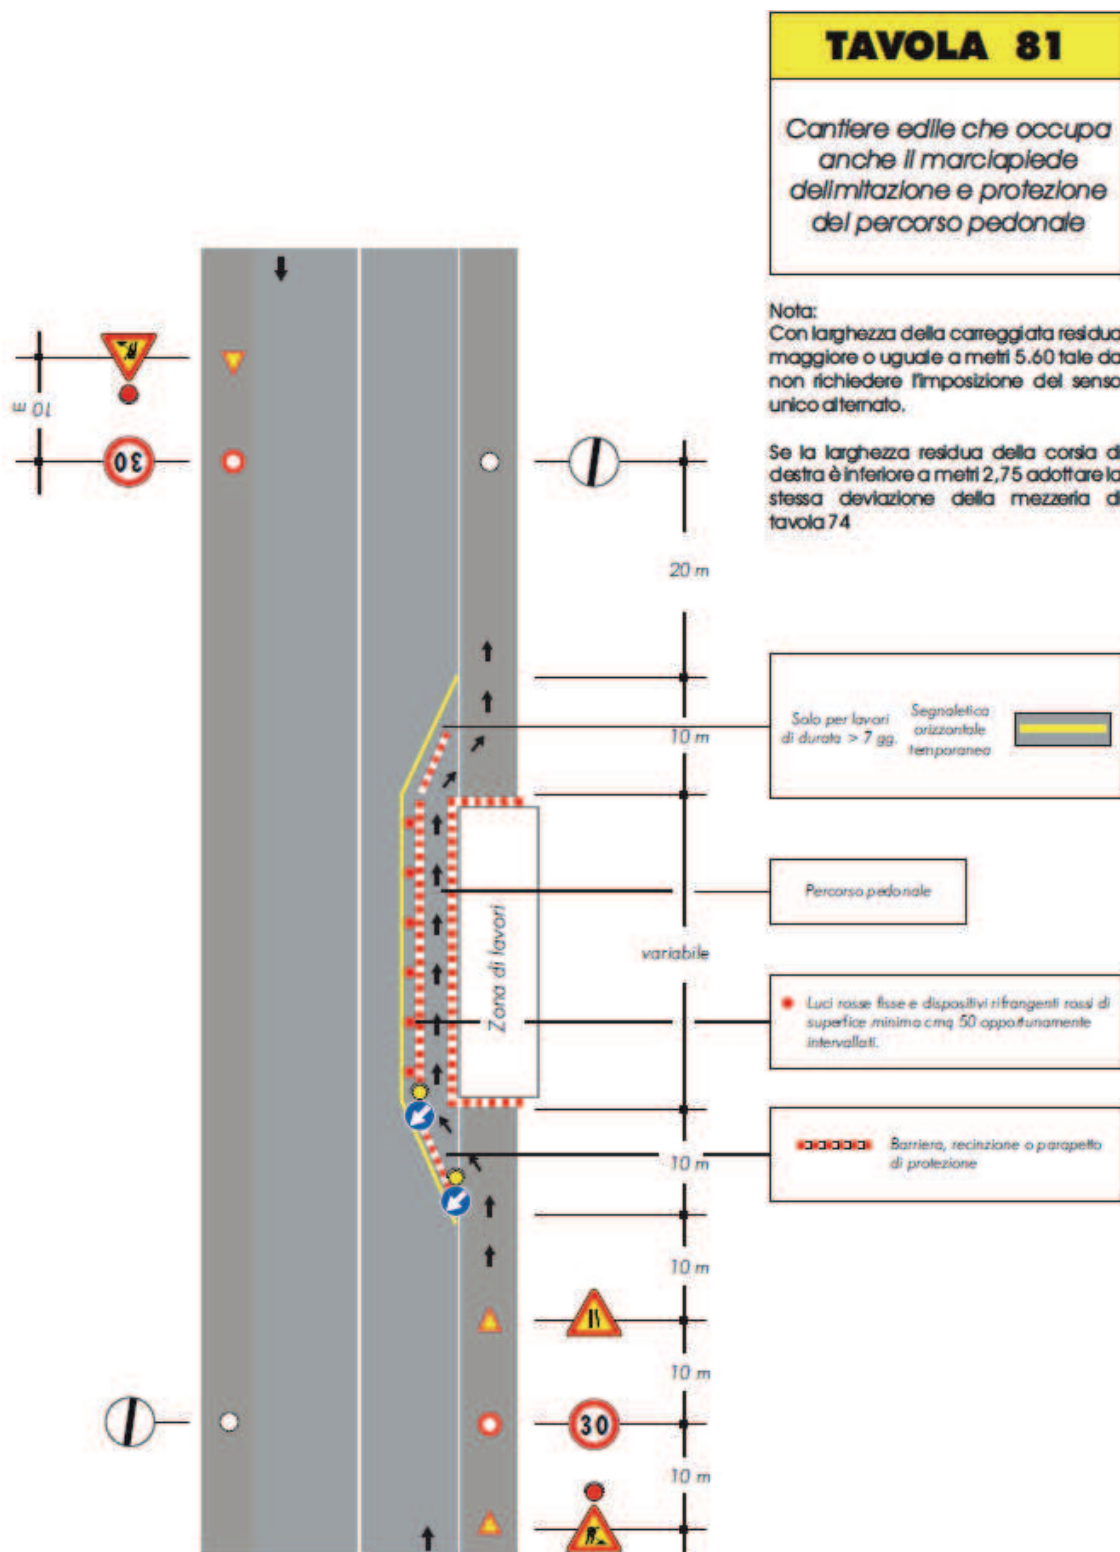 TAVOLA 81
Cantiere edile che occupa
anche il marciapiede
delimitazione e protezione
del percorso pedonale
Nota:
Con larghezza della carreggiata residua
maggiore o uguale a metri 5.60 tale da
non richiedere l'imposizione del senso
unico alternato.
Se la larghezza residua della corsia di
destra è inferiore a metri 2,75 adottare la
stessa deviazione della mezzeria di
tavola 74
10 m
30
20 m
10 m
Solo per lavori
di durata > 7 gg.
Segnaletica
orizzontale
temporanea
Percorso pedonale
Zona di lavori
variabile
Luci rosse fisse e dispositivi rifrangenti rossi di
superfice minima cmq 50 opportunamente
intervallati.
Barriera, recinzione o parapetto
di protezione
10 m
10 m
10 m
30
10 m